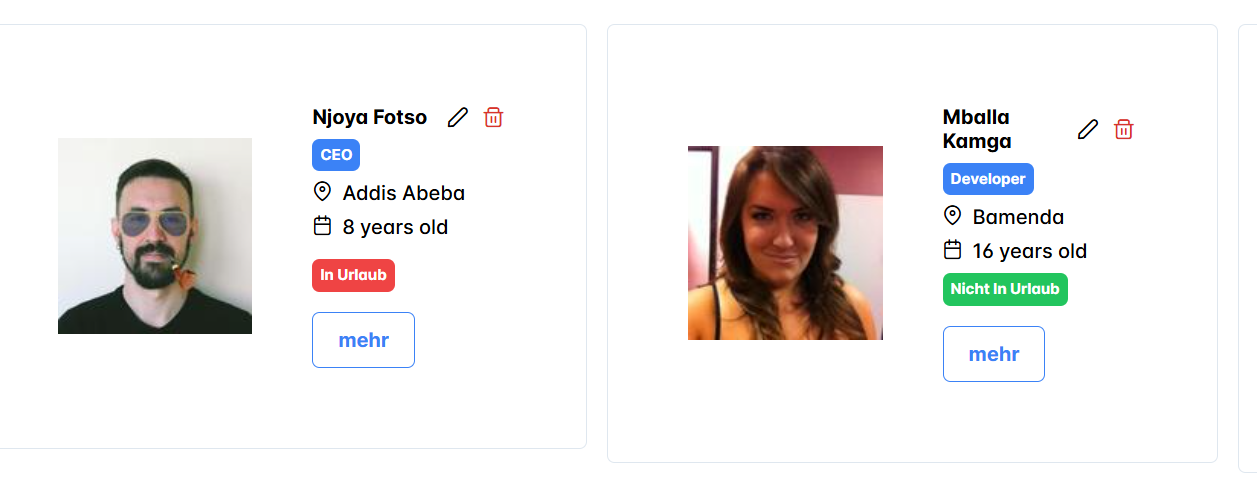 Njoya Fotso
CEO
Addis Abeba
8 years old
In Urlaub
mehr
Mballa
Kamga
Developer
Bamenda
16 years old
Nicht In Urlaub
mehr